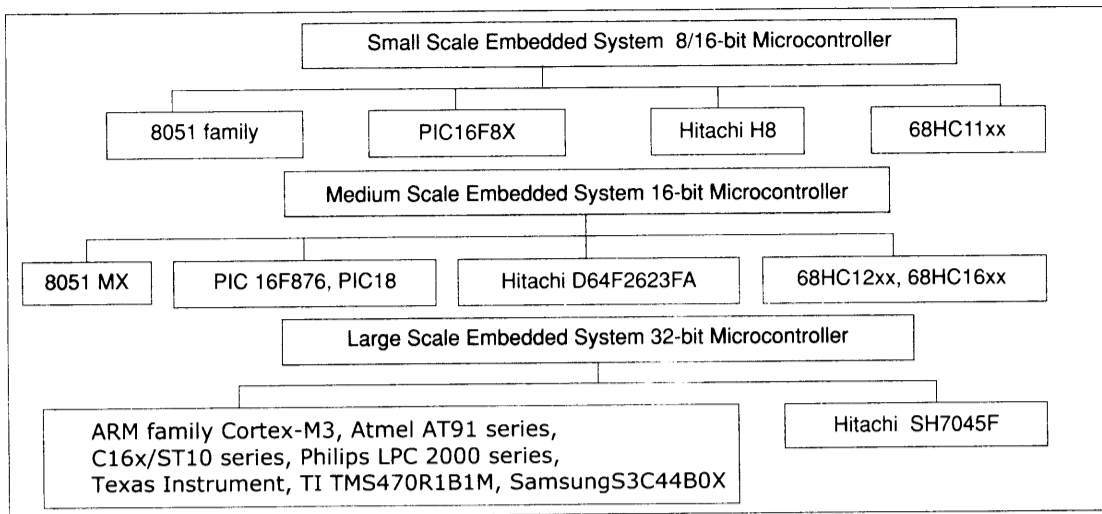 Small Scale Embedded System 8/16-bit Microcontroller
8051 family
PIC16F8X
Hitachi H8
68HC11xx
Medium Scale Embedded System 16-bit Microcontroller
8051 MX
PIC 16F876, PIC18
Hitachi D64F2623FA
68HC12xx, 68HC16xx
Large Scale Embedded System 32-bit Microcontroller
ARM family Cortex-M3, Atmel AT91 series,
C16x/ST10 series, Philips LPC 2000 series,
Texas Instrument, TI TMS470R1B1M, SamsungS3C44B0X
Hitachi SH7045F